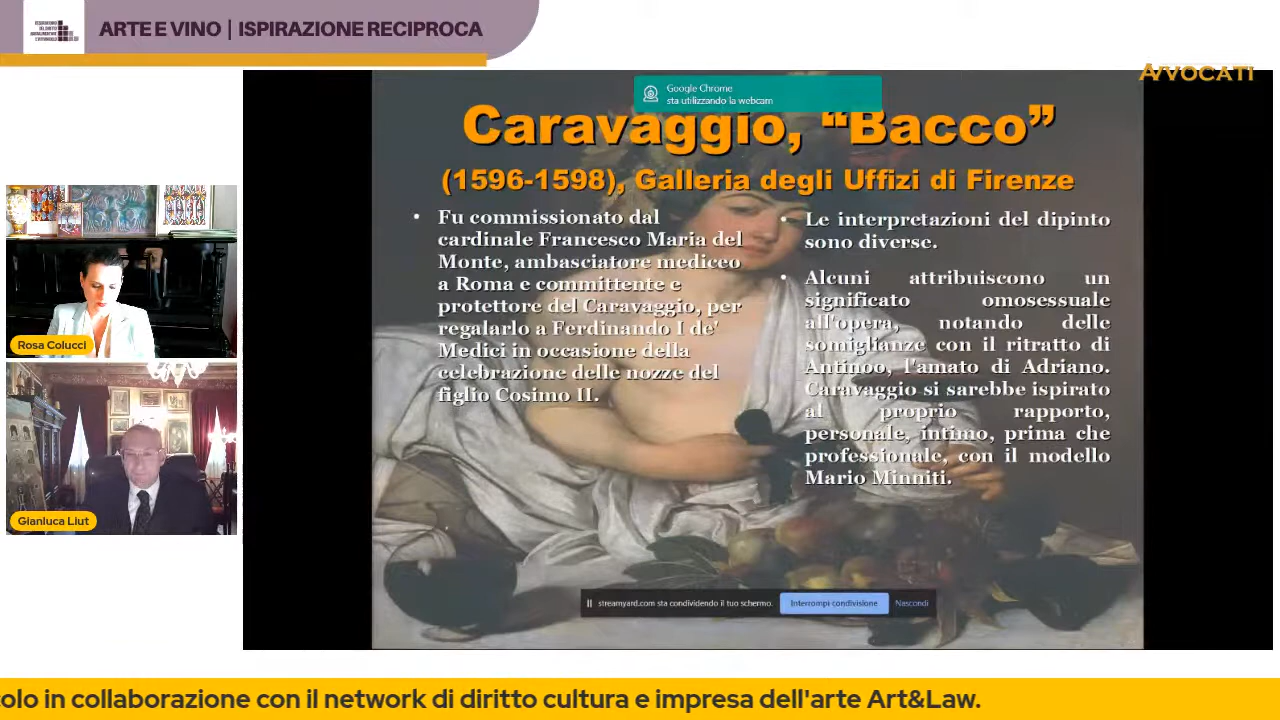 ARTE E VINO | ISPIRAZIONE RECIPROCA
AVVOCATI
Google Chrome
sta utilizzando la webcam
Caravaggio, “Bacco”
(1596-1598), Galleria degli Uffizi di Firenze
• Fu commissionato dal
cardinale Francesco Maria del
Monte, ambasciatore mediceo
a Roma e committente e
protettore del Caravaggio, per
regalarlo a Ferdinando I de'
Medici in occasione della
celebrazione delle nozze del
figlio Cosimo II.
• Le interpretazioni del dipinto
sono diverse.
• Alcuni attribuiscono un
significato omosessuale
all'opera, notando delle
somiglianze con il ritratto di
Antinoo, l'amato di Adriano.
Caravaggio si sarebbe ispirato
al proprio rapporto,
personale, intimo, prima che
professionale, con il modello
Mario Minniti.
Rosa Colucci
Gianluca Liut
streamyard.com sta condividendo il tuo schermo.
Interrompi condivisione
Nascondi
colo in collaborazione con il network di diritto cultura e impresa dell'arte Art&Law.